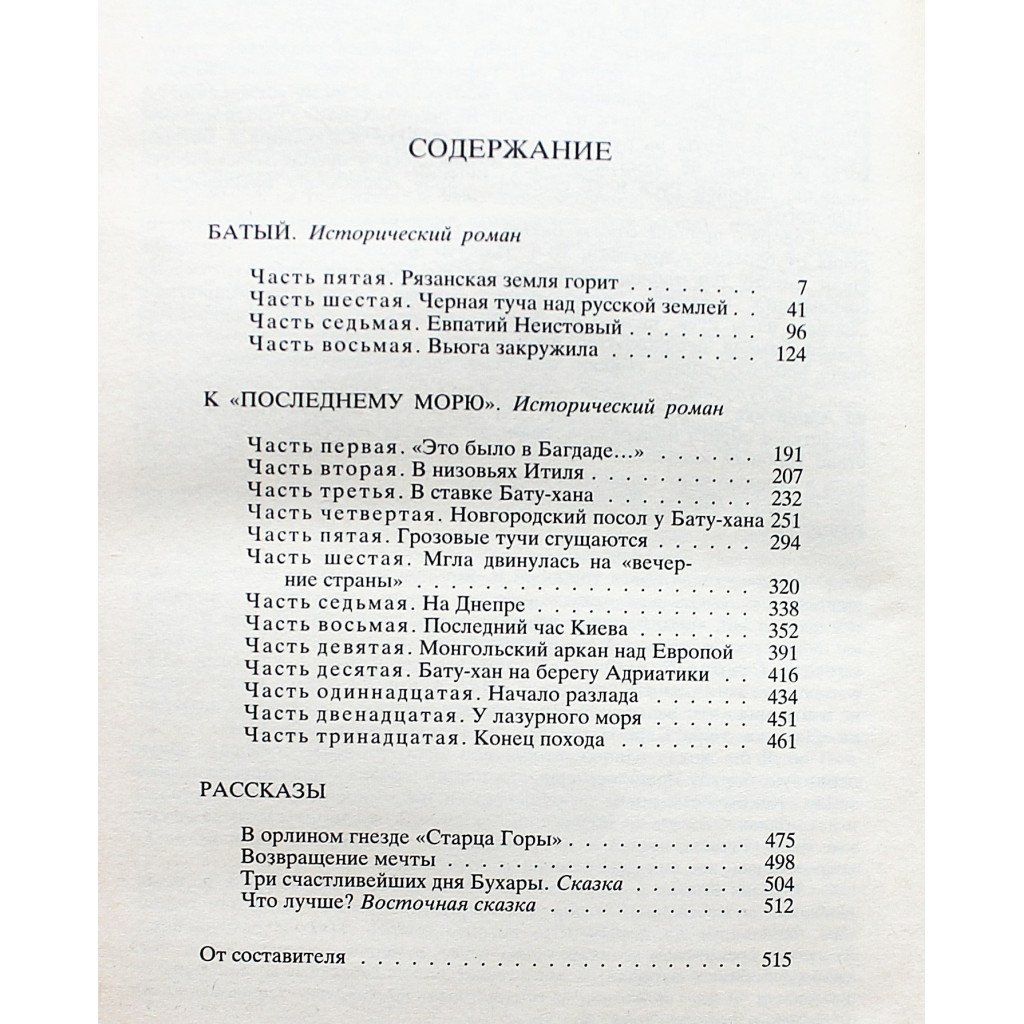 СОДЕРЖАНИЕ
БАТЫЙ. Исторический роман
Часть пятая. Рязанская земля горит . . . . . . . . 7
Часть шестая. Черная туча над русской землей . . 41
Часть седьмая. Евпатий Неистовый . . . . . . . . 96
Часть восьмая. Вьюга закружила . . . . . . . . . 124
К «ПОСЛЕДНЕМУ МОРЮ». Исторический роман
Часть первая. «Это было в Багдаде...» . . . . . . 191
Часть вторая. В низовьях Итиля . . . . . . . . . . 207
Часть третья. В ставке Бату-хана . . . . . . . . . 232
Часть четвертая. Новгородский посол у Бату-хана 251
Часть пятая. Грозовые тучи сгущаются . . . . . . 294
Часть шестая. Мгла двинулась на «вечер-
ние страны» . . . . . . . . . . . . . . . . . . . . . 320
Часть седьмая. На Днепре . . . . . . . . . . . . . 338
Часть восьмая. Последний час Киева . . . . . . . 352
Часть девятая. Монгольский аркан над Европой 391
Часть десятая. Бату-хан на берегу Адриатики . . 416
Часть одиннадцатая. Начало разлада . . . . . . 434
Часть двенадцатая. У лазурного моря . . . . . . 451
Часть тринадцатая. Конец похода . . . . . . . . 461
РАССКАЗЫ
В орлином гнезде «Старца Горы» . . . . . . . . . . . 475
Возвращение мечты . . . . . . . . . . . . . . . . . . 498
Три счастливейших дня Бухары. Сказка . . . . . . . 504
Что лучше? Восточная сказка . . . . . . . . . . . . 512
От составителя . . . . . . . . . . . . . . . . . . . . . . . 515